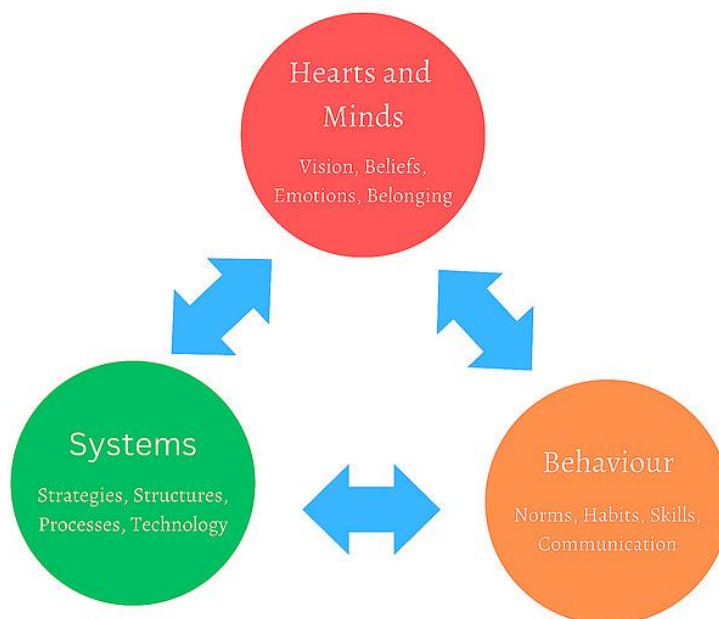 Hearts and
Minds
Vision, Beliefs,
Emotions, Belonging
Systems
Strategies, Structures,
Processes, Technology
Behaviour
Norms, Habits, Skills,
Communication